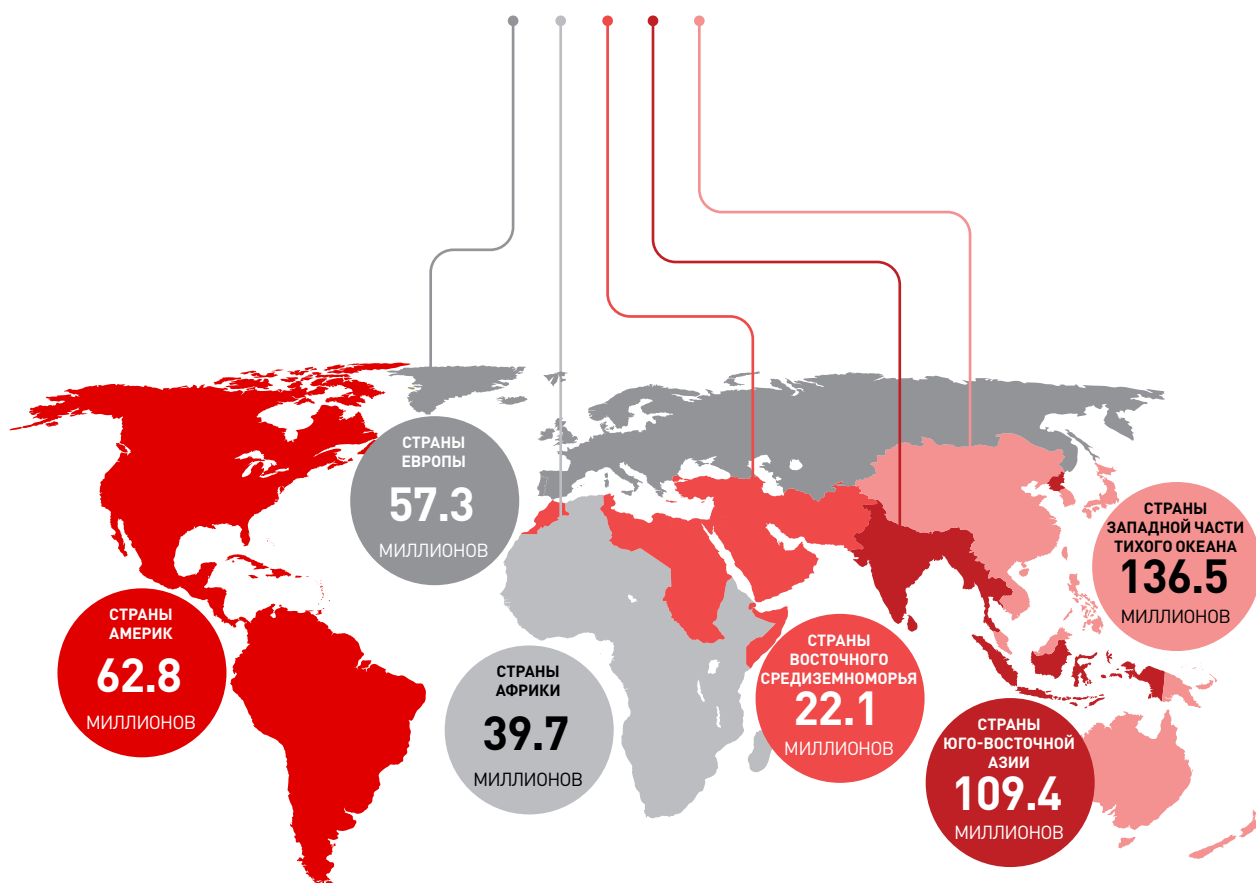 СТРАНЫ
ЕВРОПЫ
57.3
МИЛЛИОНОВ
СТРАНЫ
ЗАПАДНОЙ ЧАСТИ
ТИХОГО ОКЕАНА
136.5
МИЛЛИОНОВ
СТРАНЫ
АМЕРИК
62.8
МИЛЛИОНОВ
СТРАНЫ
АФРИКИ
39.7
МИЛЛИОНОВ
СТРАНЫ
ВОСТОЧНОГО
СРЕДИЗЕМНОМОРЬЯ
22.1
МИЛЛИОНОВ
СТРАНЫ
ЮГО-ВОСТОЧНОЙ
АЗИИ
109.4
МИЛЛИОНОВ